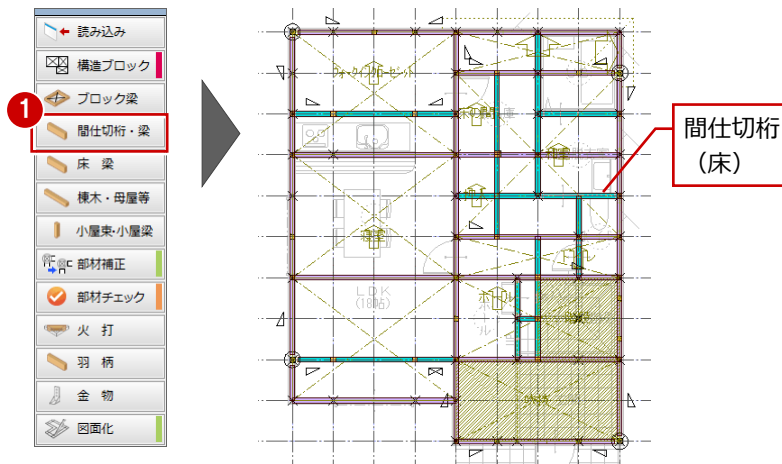 読み込み
構造ブロック
ブロック梁
1
間仕切桁・梁
床 梁
棟木・母屋等
小屋束・小屋梁
部材補正
部材チェック
火 打
羽 柄
金 物
図面化
間仕切桁
（床）
ウォークインクローゼット
LDK
(18帖)
ホール